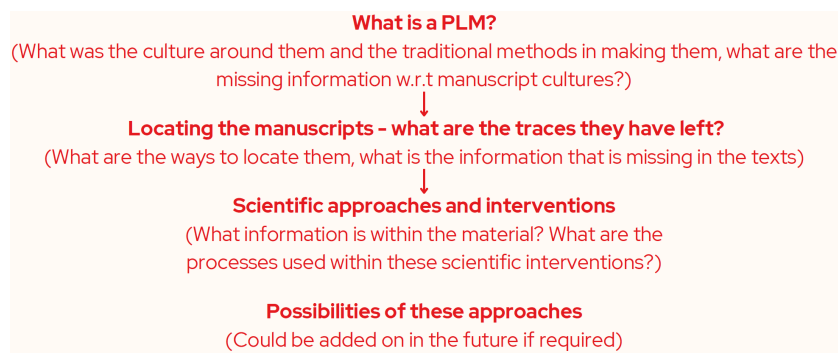 What is a PLM?
(What was the culture around them and the traditional methods in making them, what are the
missing information w.r.t manuscript cultures?)
Locating the manuscripts - what are the traces they have left?
(What are the ways to locate them, what is the information that is missing in the texts)
Scientific approaches and interventions
(What information is within the material? What are the
processes used within these scientific interventions?)
Possibilities of these approaches
(Could be added on in the future if required)